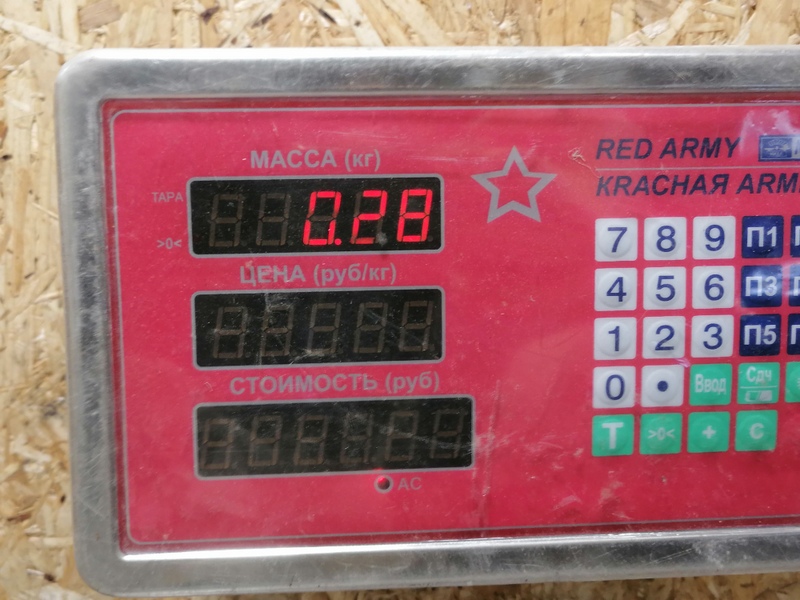 МАССА (кг)
RED ARMY
КRАСНАЯ ARM
ТАРА
0.28
>0<
7 8 9 П1
ЦЕНА (руб/кг)
4 5 6 П3
1 2 3 П5
СТОИМОСТЬ (руб)
0 • Ввод Сдч
T >0< + C
AC